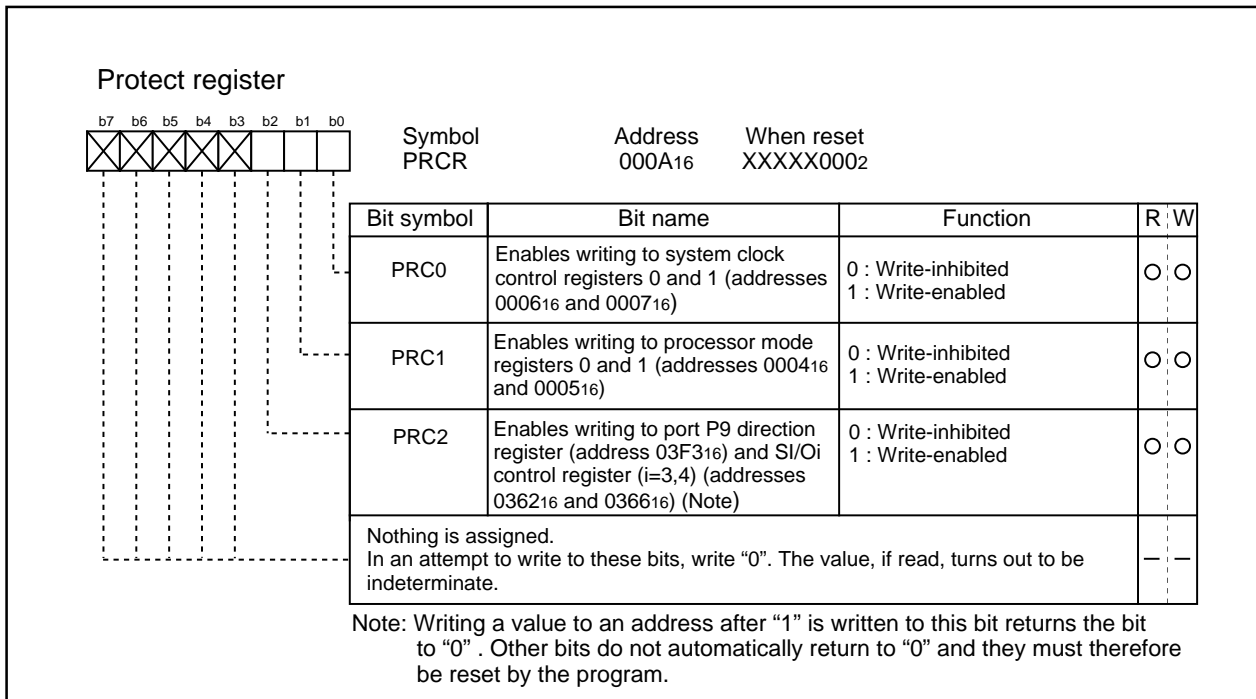 Protect register
b7 b6 b5 b4 b3 b2 b1 b0
Symbol Address When reset
PRCR 000A16 XXXXX0002
Bit symbol Bit name Function R W
PRC0 Enables writing to system clock control registers 0 and 1 (addresses 000616 and 000716) 0 : Write-inhibited 1 : Write-enabled O O
PRC1 Enables writing to processor mode registers 0 and 1 (addresses 000416 and 000516) 0 : Write-inhibited 1 : Write-enabled O O
PRC2 Enables writing to port P9 direction register (address 03F316) and SI/Oi control register (i=3,4) (addresses 036216 and 036616) (Note) 0 : Write-inhibited 1 : Write-enabled O O
Nothing is assigned.
In an attempt to write to these bits, write “0”. The value, if read, turns out to be
indeterminate. – –
Note: Writing a value to an address after “1” is written to this bit returns the bit
to “0” . Other bits do not automatically return to “0” and they must therefore
be reset by the program.